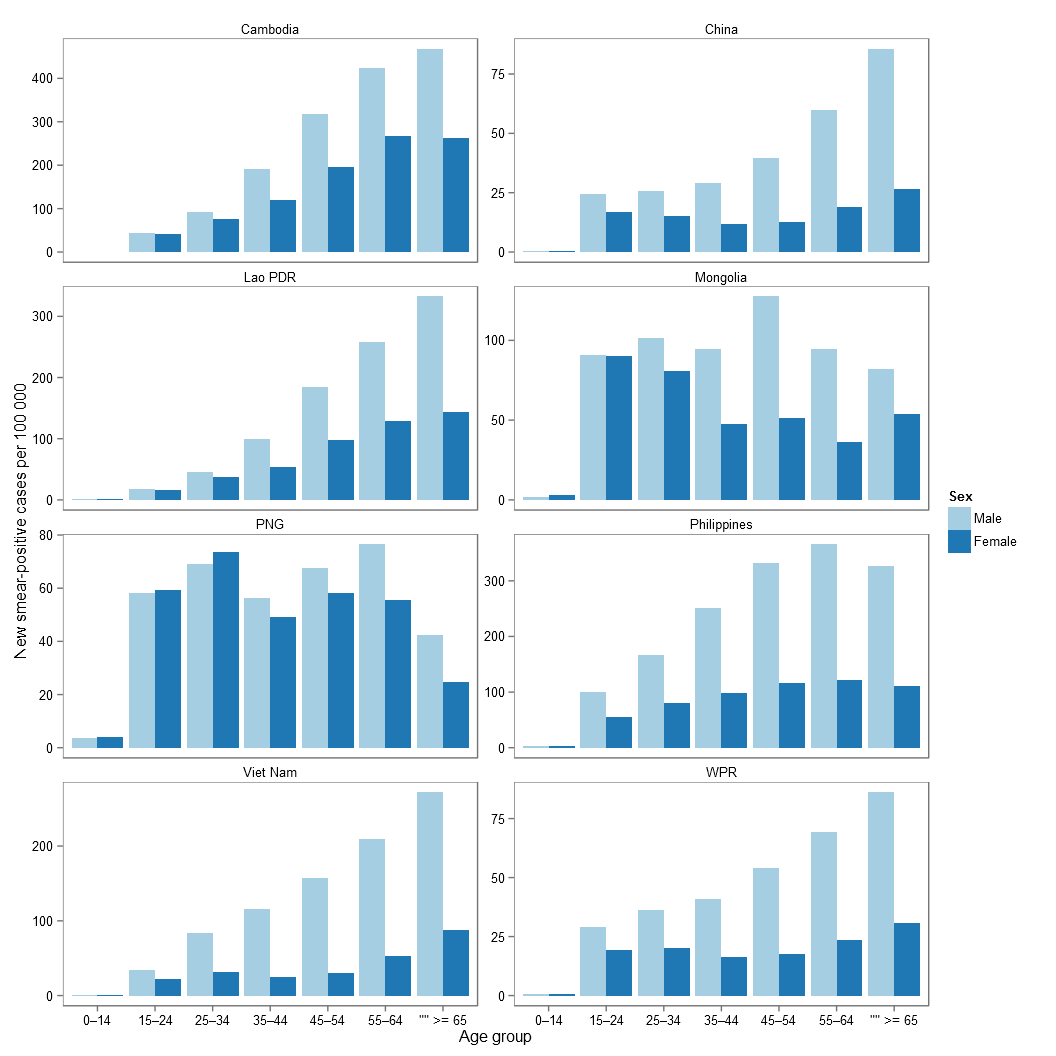 Cambodia
China
400
300
200
100
0
75
50
25
0
Lao PDR
Mongolia
300
200
100
0
100
50
0
PNG
Philippines
80
60
40
20
0
300
200
100
0
Viet Nam
WPR
200
100
0
75
50
25
0
0–14 15–24 25–34 35–44 45–54 55–64 "" >= 65
0–14 15–24 25–34 35–44 45–54 55–64 "" >= 65
Age group
New smear-positive cases per 100 000
Sex
Male
Female